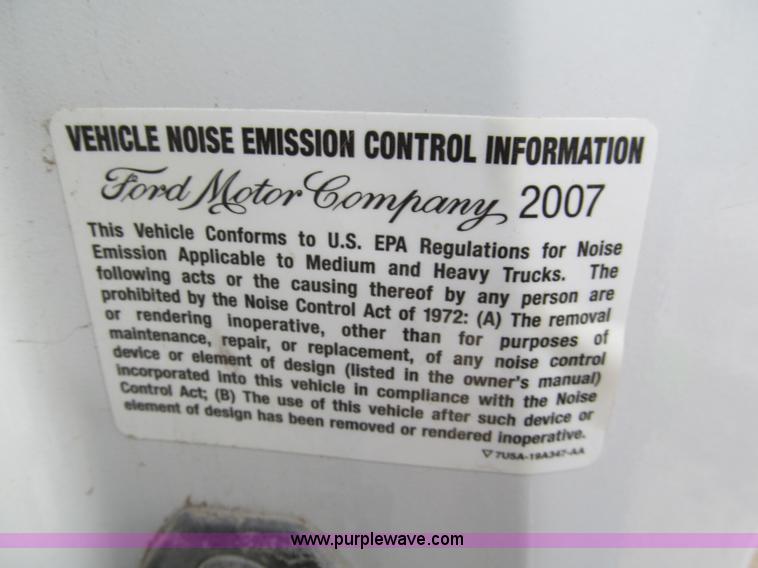 VEHICLE NOISE EMISSION CONTROL INFORMATION
Ford Motor Company 2007
This Vehicle Conforms to U.S. EPA Regulations for Noise
Emission Applicable to Medium and Heavy Trucks. The
following acts or the causing thereof by any person are
prohibited by the Noise Control Act of 1972: (A) The removal
or rendering inoperative, other than for purposes of
maintenance, repair, or replacement, of any noise control
device or element of design (listed in the owner's manual)
incorporated into this vehicle in compliance with the Noise
Control Act; (B) The use of this vehicle after such device or
element of design has been removed or rendered inoperative.
7USA-19A347-AA
www.purplewave.com